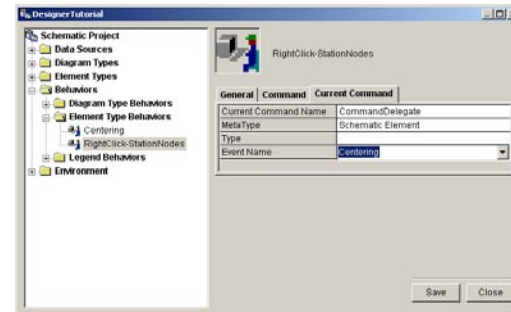 DesignerTutorial
Schematic Project
Data Sources
Diagram Types
Element Types
Behaviors
Diagram Type Behaviors
Element Type Behaviors
Centering
RightClick-StationNodes
Legend Behaviors
Environment
RightClick-StationNodes
General Command Current Command
Current Command Name CommandDelegate
MetaType Schematic Element
Type
Event Name Centering
Save Close